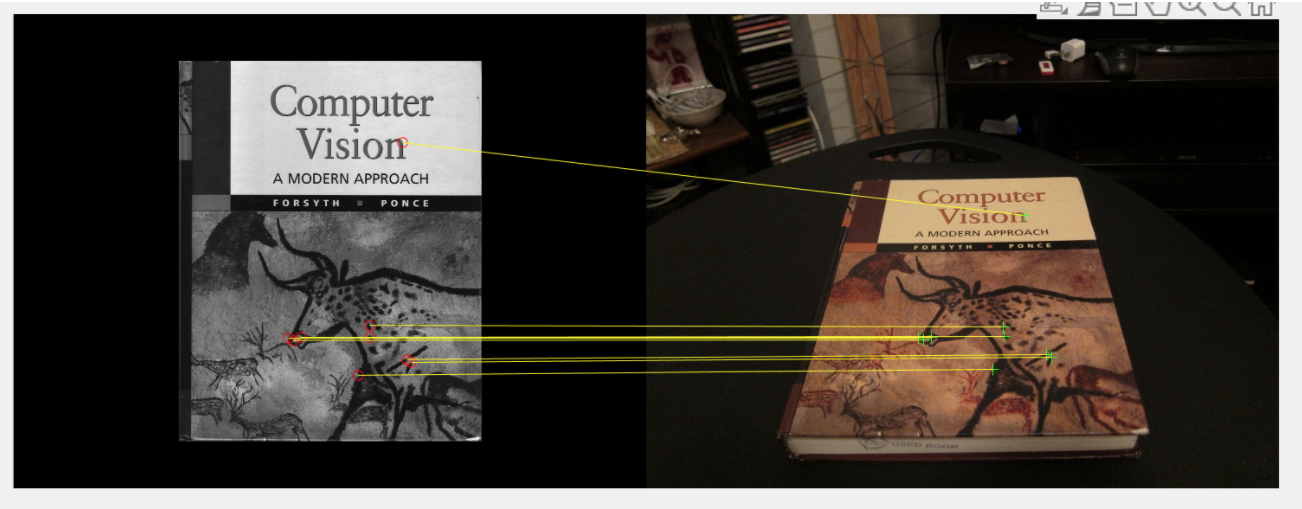 Computer
Vision
A MODERN APPROACH
FORSYTH ■ PONCE
Computer
Vision
A MODERN APPROACH
FORSYTH ■ PONCE
USED BOOK